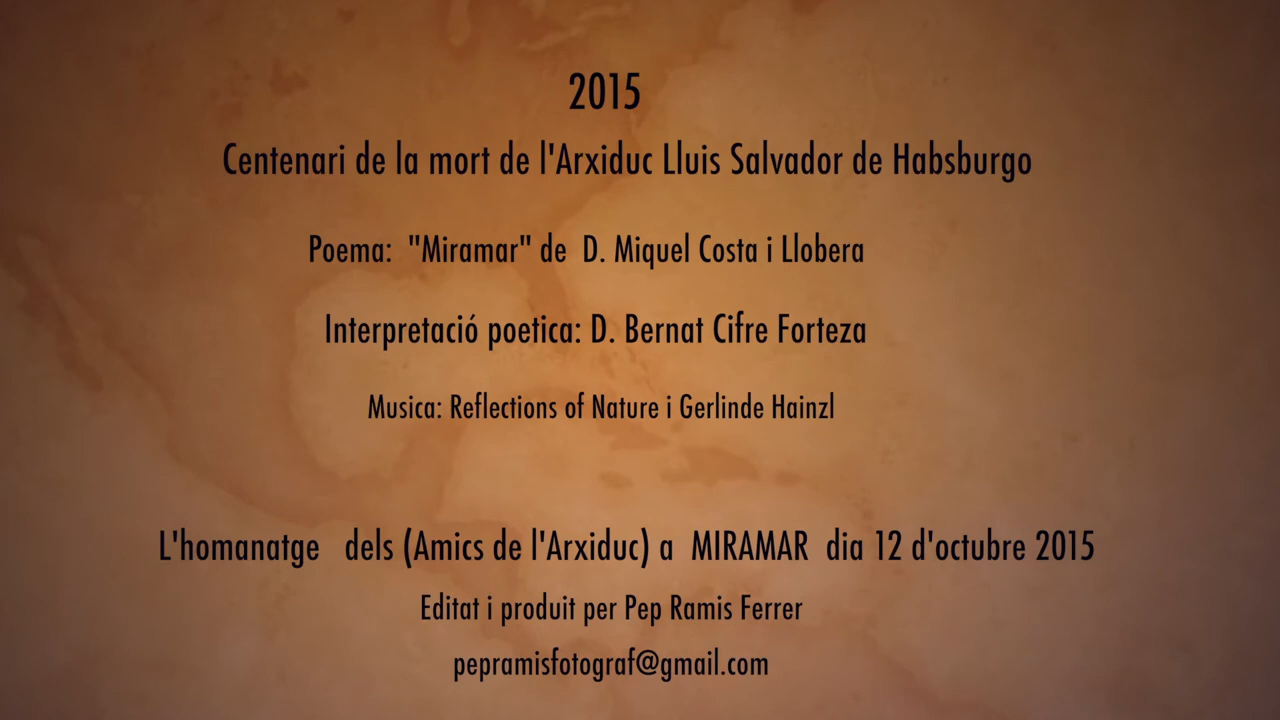 2015
Centenari de la mort de l'Arxiduc Lluis Salvador de Habsburgo
Poema: "Miramar" de D. Miquel Costa i Llobera
Interpretació poetica: D. Bernat Cifre Forteza
Musica: Reflections of Nature i Gerlinde Hainzl
L'homanatge dels (Amics de l'Arxiduc) a MIRAMAR dia 12 d'octubre 2015
Editat i produit per Pep Ramis Ferrer
pepramisfotograf@gmail.com